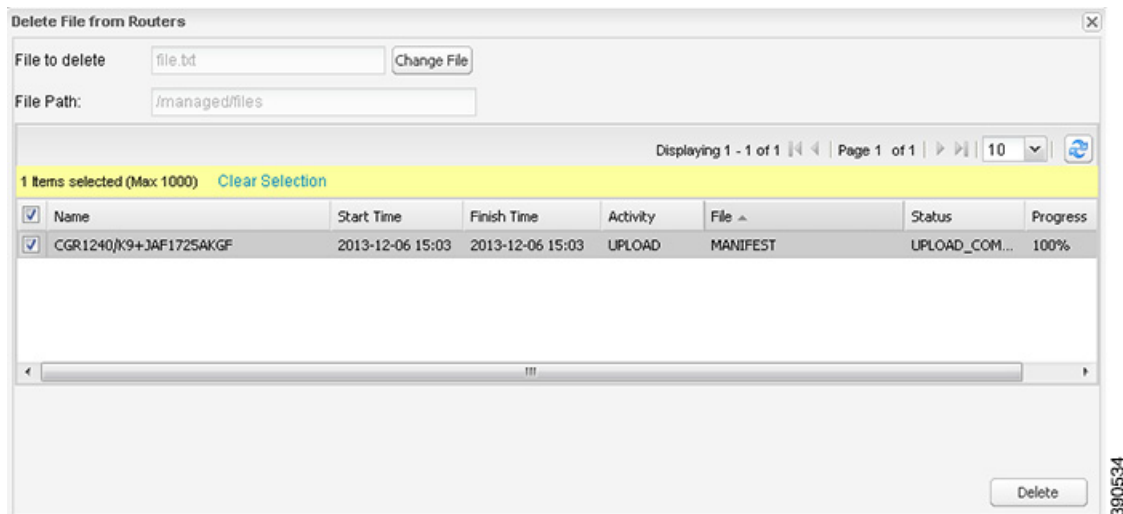 Delete File from Routers
File to delete file.txt Change File
File Path: /managed/files
Displaying 1 - 1 of 1 | Page 1 of 1 | 10
1 Items selected (Max 1000) Clear Selection
Name Start Time Finish Time Activity File Status Progress
CGR1240/K9+JAF1725AKGF 2013-12-06 15:03 2013-12-06 15:03 UPLOAD MANIFEST UPLOAD_COM... 100%
Delete
390534